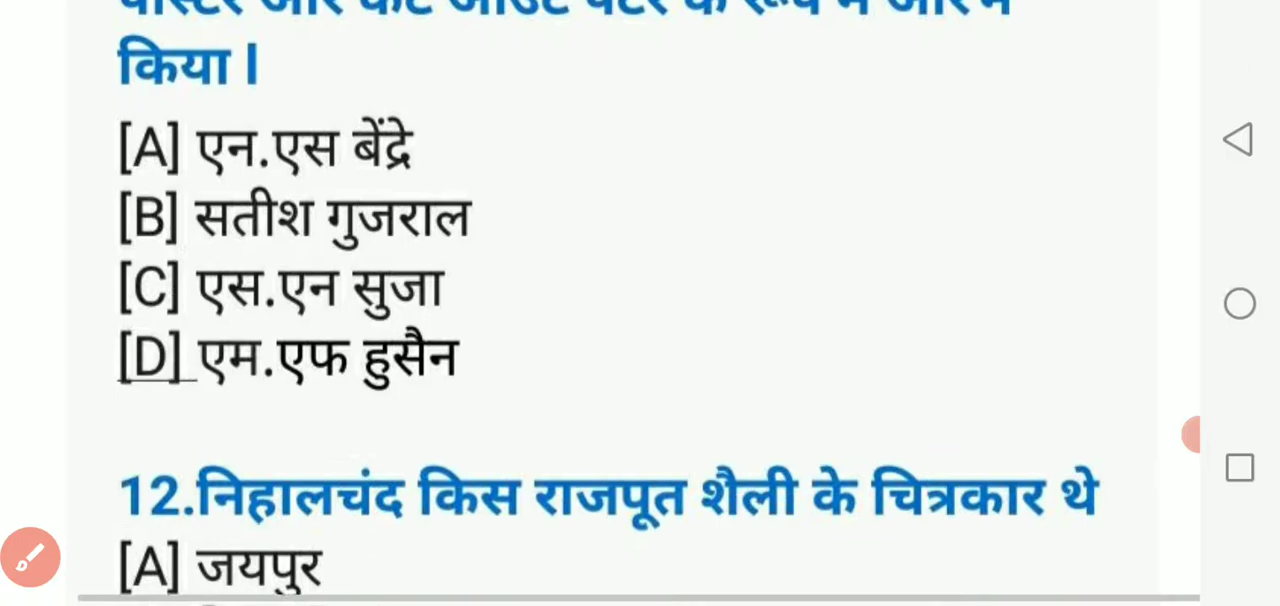 किया।
[A] एन.एस बेंद्रे
[B] सतीश गुजराल
[C] एस.एन सुजा
[D] एम.एफ हुसैन
12.निहालचंद किस राजपूत शैली के चित्रकार थे
[A] जयपुर